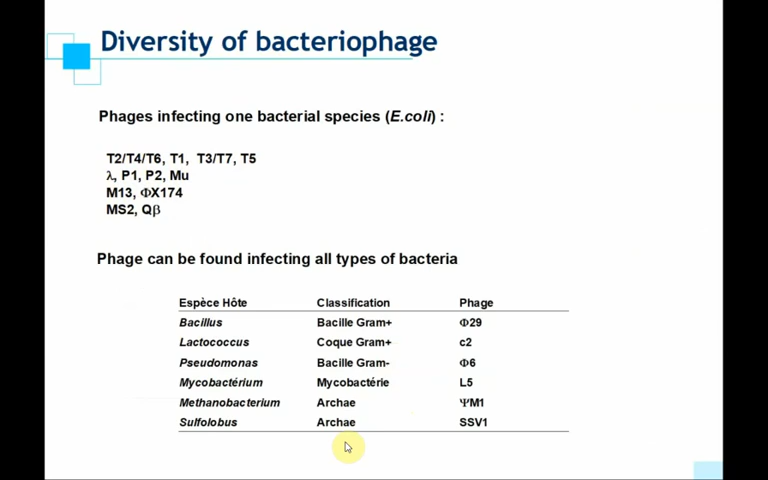 Diversity of bacteriophage
Phages infecting one bacterial species (E.coli) :
T2/T4/T6, T1, T3/T7, T5
λ, P1, P2, Mu
M13, ΦX174
MS2, Qβ
Phage can be found infecting all types of bacteria
Espèce Hôte Classification Phage
Bacillus Bacille Gram+ Φ29
Lactococcus Coque Gram+ c2
Pseudomonas Bacille Gram- Φ6
Mycobactérium Mycobactérie L5
Methanobacterium Archae ΨM1
Sulfolobus Archae SSV1